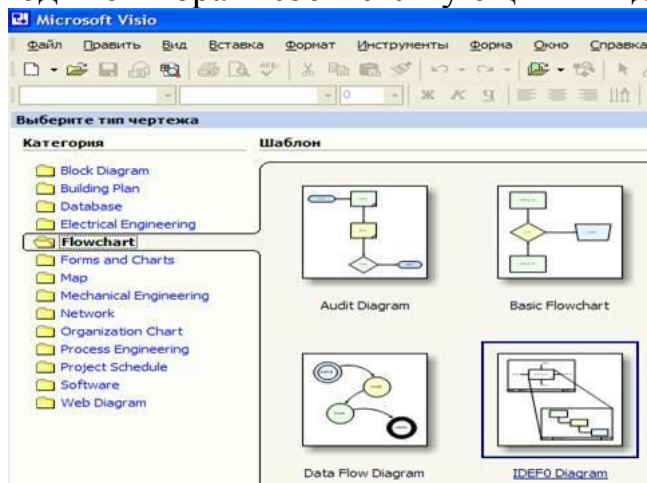 Microsoft Visio
Файл Править Вид Вставка Формат Инструменты Форма Окно Справка
0 Ж К Ч
Выберите тип чертежа
Категория
Block Diagram
Building Plan
Database
Electrical Engineering
Flowchart
Forms and Charts
Map
Mechanical Engineering
Network
Organization Chart
Process Engineering
Project Schedule
Software
Web Diagram
Шаблон
Audit Diagram
Basic Flowchart
Data Flow Diagram
IDEF0 Diagram